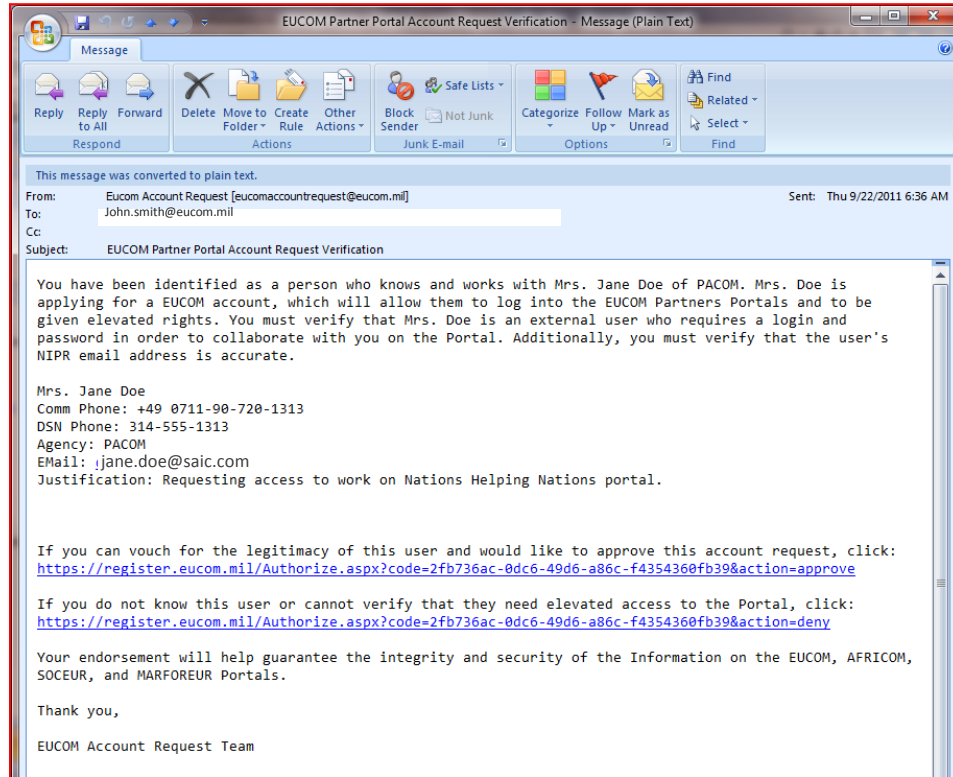 EUCOM Partner Portal Account Request Verification - Message (Plain Text)
Message
Reply
Reply to All
Forward
Respond
Delete
Move to Folder
Create Rule
Other Actions
Actions
Block Sender
Safe Lists
Not Junk
Junk E-mail
Categorize
Follow Up
Mark as Unread
Options
Find
Related
Select
Find
This message was converted to plain text.
From: Eucom Account Request [eucomaccountrequest@eucom.mil]
Sent: Thu 9/22/2011 6:36 AM
To: John.smith@eucom.mil
Cc:
Subject: EUCOM Partner Portal Account Request Verification
You have been identified as a person who knows and works with Mrs. Jane Doe of PACOM. Mrs. Doe is
applying for a EUCOM account, which will allow them to log into the EUCOM Partners Portals and to be
given elevated rights. You must verify that Mrs. Doe is an external user who requires a login and
password in order to collaborate with you on the Portal. Additionally, you must verify that the user's
NIPR email address is accurate.
Mrs. Jane Doe
Comm Phone: +49 0711-90-720-1313
DSN Phone: 314-555-1313
Agency: PACOM
EMail: jane.doe@saic.com
Justification: Requesting access to work on Nations Helping Nations portal.
If you can vouch for the legitimacy of this user and would like to approve this account request, click:
https://register.eucom.mil/Authorize.aspx?code=2fb736ac-0dc6-49d6-a86c-f4354360fb39&action=approve
If you do not know this user or cannot verify that they need elevated access to the Portal, click:
https://register.eucom.mil/Authorize.aspx?code=2fb736ac-0dc6-49d6-a86c-f4354360fb39&action=deny
Your endorsement will help guarantee the integrity and security of the Information on the EUCOM, AFRICOM,
SOCEUR, and MARFOREUR Portals.
Thank you,
EUCOM Account Request Team